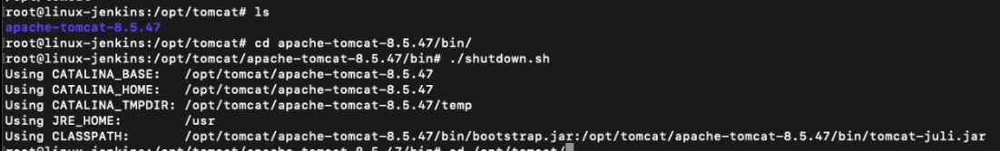 root@linux-jenkins:/opt/tomcat# ls
apache-tomcat-8.5.47
root@linux-jenkins:/opt/tomcat# cd apache-tomcat-8.5.47/bin/
root@linux-jenkins:/opt/tomcat/apache-tomcat-8.5.47/bin# ./shutdown.sh
Using CATALINA_BASE:   /opt/tomcat/apache-tomcat-8.5.47
Using CATALINA_HOME:   /opt/tomcat/apache-tomcat-8.5.47
Using CATALINA_TMPDIR: /opt/tomcat/apache-tomcat-8.5.47/temp
Using JRE_HOME:        /usr
Using CLASSPATH:       /opt/tomcat/apache-tomcat-8.5.47/bin/bootstrap.jar:/opt/tomcat/apache-tomcat-8.5.47/bin/tomcat-juli.jar
root@linux-jenkins:/opt/tomcat/apache-tomcat-8.5.47/bin# cd /opt/tomcat/